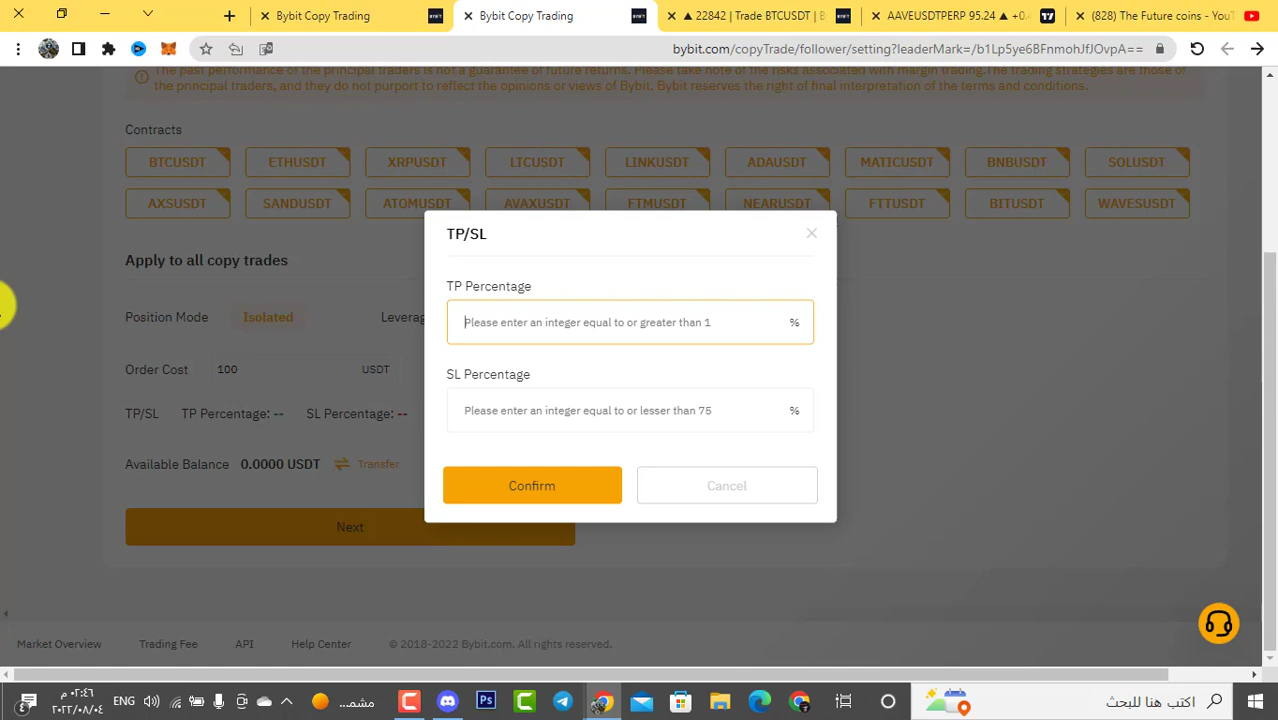 Bybit Copy Trading
Bybit Copy Trading
▲ 22842 | Trade BTCUSDT | B
AAVEUSDTPERP 95.24 ▲ +0.4
(828) The Future coins - You
bybit.com/copyTrade/follower/setting?leaderMark=/b1Lp5ye6BFnmohJfJOvpA==
The past performance of the principal traders is not a guarantee of future returns. Please take note of the risks associated with margin trading.The trading strategies are those of
the principal traders, and they do not purport to reflect the opinions or views of Bybit. Bybit reserves the right of final interpretation of the terms and conditions.
Contracts
BTCUSDT ETHUSDT XRPUSDT LTCUSDT LINKUSDT ADAUSDT MATICUSDT BNBUSDT SOLUSDT
AXSUSDT SANDUSDT ATOMUSDT AVAXUSDT FTMUSDT NEARUSDT FTTUSDT BITUSDT WAVESUSDT
TP/SL
Apply to all copy trades
TP Percentage
Position Mode Isolated Leverag
Please enter an integer equal to or greater than 1 %
Order Cost 100 USDT
SL Percentage
TP/SL TP Percentage: -- SL Percentage: --
Please enter an integer equal to or lesser than 75 %
Available Balance 0.0000 USDT Transfer
Confirm Cancel
Next
Market Overview Trading Fee API Help Center © 2018-2022 Bybit.com. All rights reserved.
ENG
مشمـ...
اكتب هنا للبحث